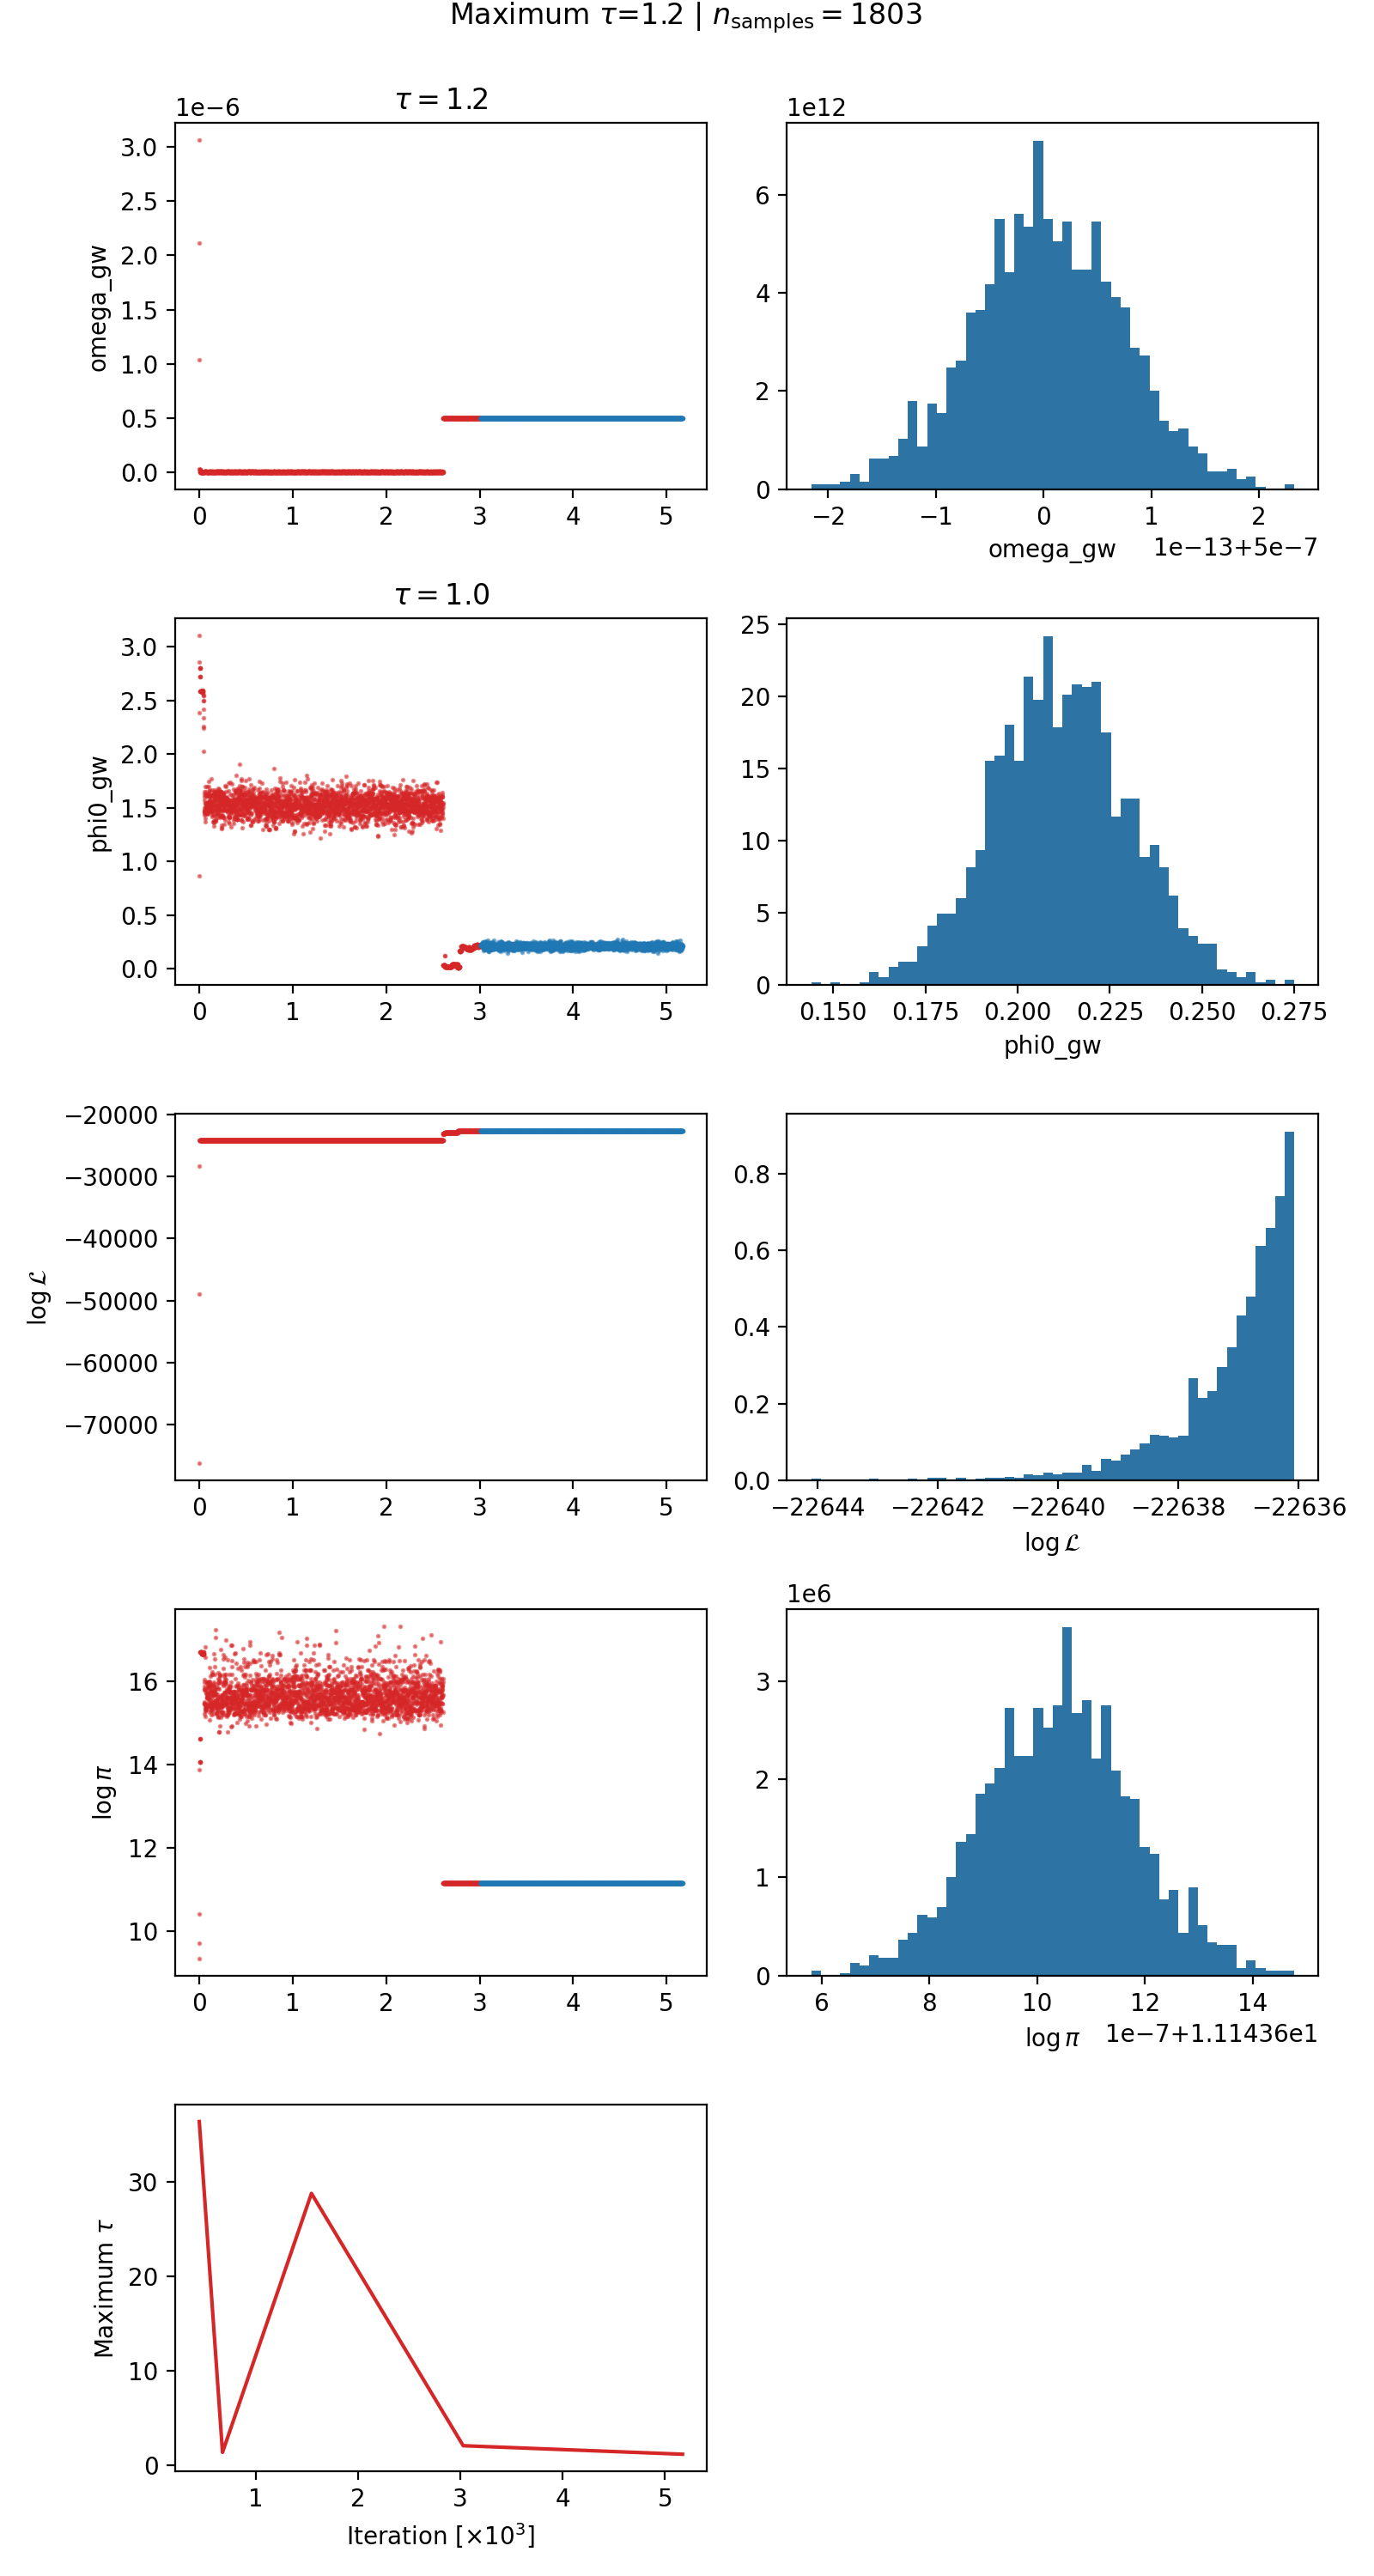 Maximum τ=1.2 | n_samples = 1803
τ = 1.2
1e−6
3.0
2.5
2.0
1.5
1.0
0.5
0.0
omega_gw
0 1 2 3 4 5
1e12
6
4
2
0
−2 −1 0 1 2
omega_gw 1e−13+5e−7
τ = 1.0
3.0
2.5
2.0
1.5
1.0
0.5
0.0
phi0_gw
0 1 2 3 4 5
25
20
15
10
5
0
0.150 0.175 0.200 0.225 0.250 0.275
phi0_gw
−20000
−30000
−40000
−50000
−60000
−70000
log ℒ
0 1 2 3 4 5
0.8
0.6
0.4
0.2
0.0
−22644 −22642 −22640 −22638 −22636
log ℒ
16
14
12
10
log π
0 1 2 3 4 5
1e6
3
2
1
0
6 8 10 12 14
log π 1e−7+1.11436e1
30
20
10
0
Maximum τ
1 2 3 4 5
Iteration [×10³]